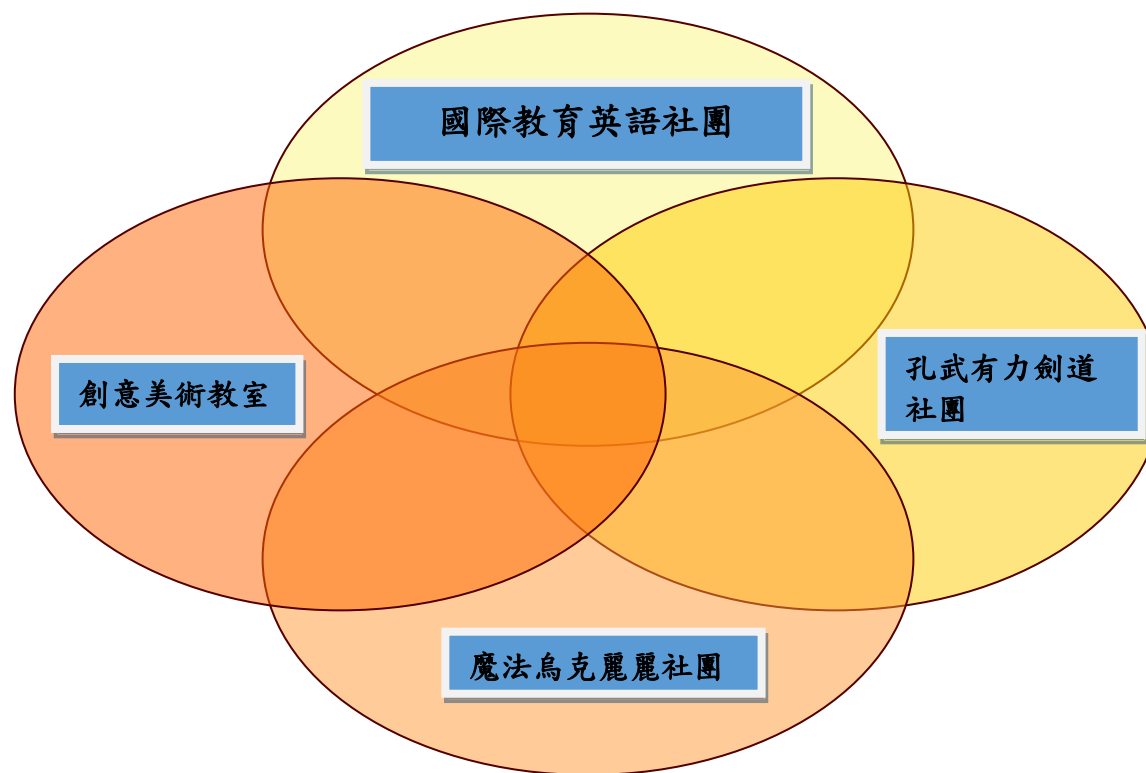 國際教育英語社團
創意美術教室
孔武有力劍道
社團
魔法烏克麗麗社團